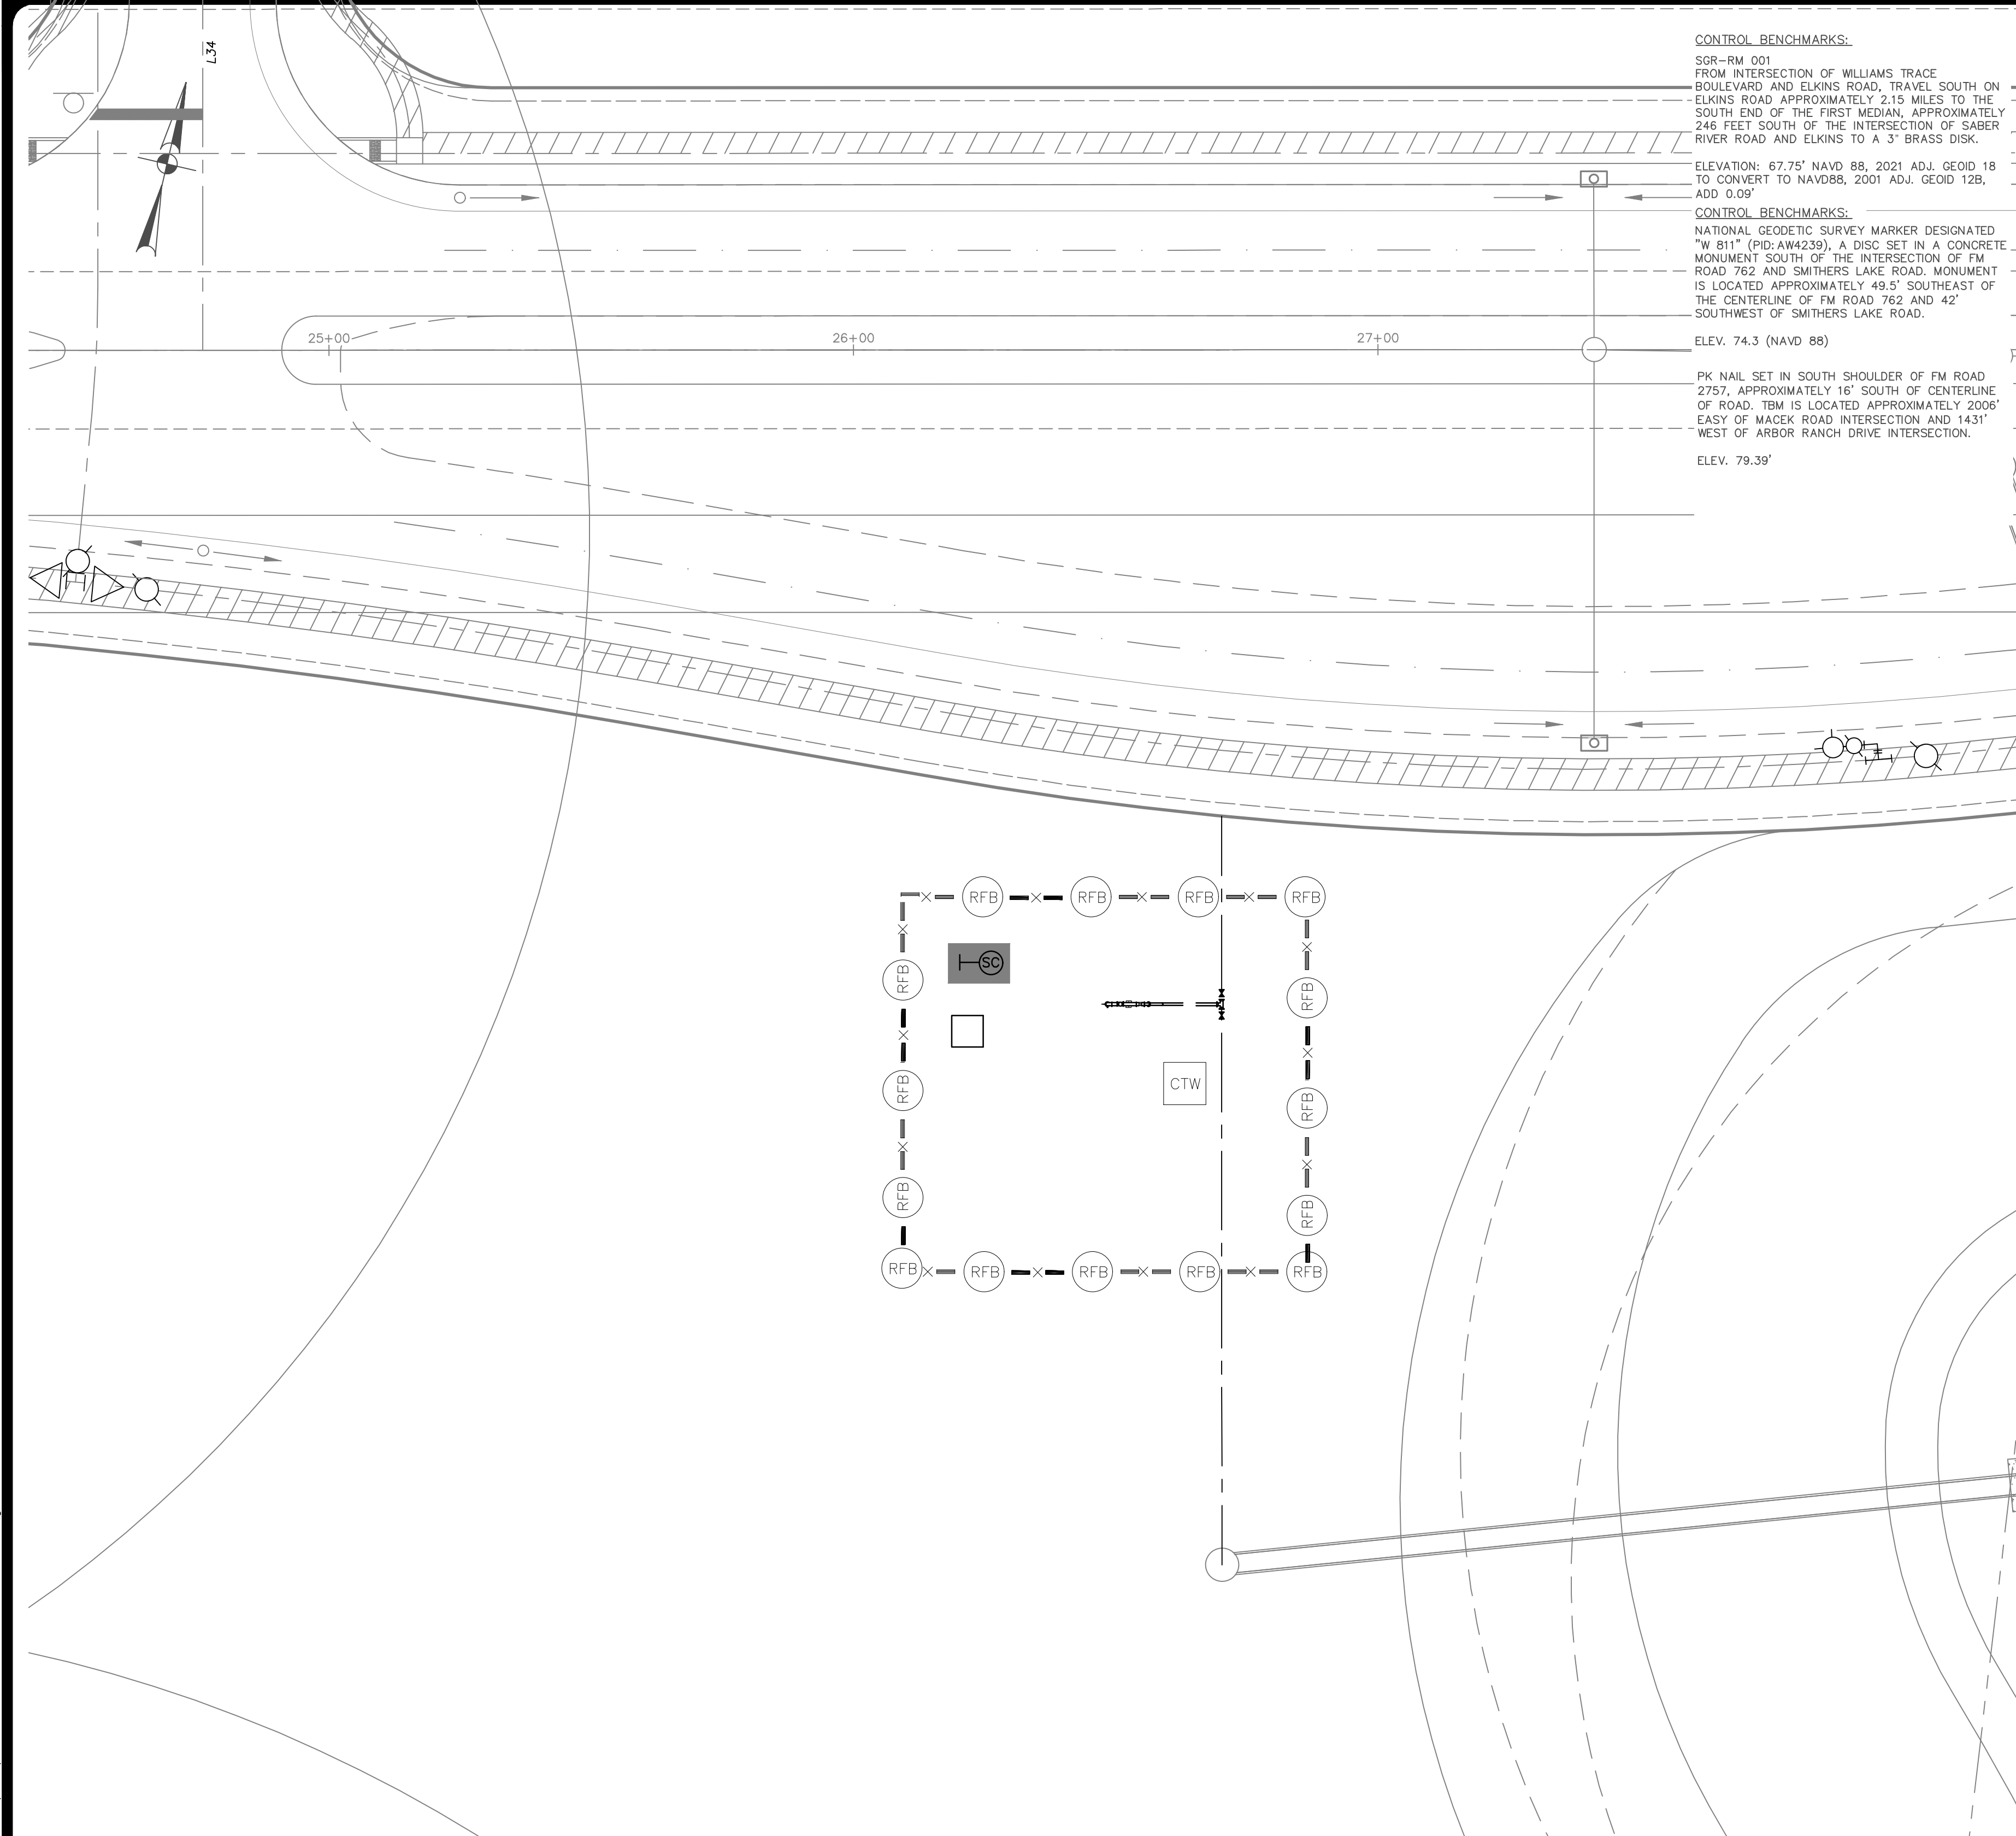 L34
CONTROL BENCHMARKS:
SGR-RM 001
FROM INTERSECTION OF WILLIAMS TRACE
BOULEVARD AND ELKINS ROAD, TRAVEL SOUTH ON
ELKINS ROAD APPROXIMATELY 2.15 MILES TO THE
SOUTH END OF THE FIRST MEDIAN, APPROXIMATELY
246 FEET SOUTH OF THE INTERSECTION OF SABER
RIVER ROAD AND ELKINS TO A 3" BRASS DISK.
ELEVATION: 67.75' NAVD 88, 2021 ADJ. GEOID 18
TO CONVERT TO NAVD88, 2001 ADJ. GEOID 12B,
ADD 0.09'
CONTROL BENCHMARKS:
NATIONAL GEODETIC SURVEY MARKER DESIGNATED
"W 811" (PID: AW4239), A DISC SET IN A CONCRETE
MONUMENT SOUTH OF THE INTERSECTION OF FM
ROAD 762 AND SMITHERS LAKE ROAD. MONUMENT
IS LOCATED APPROXIMATELY 49.5' SOUTHEAST OF
THE CENTERLINE OF FM ROAD 762 AND 42'
SOUTHWEST OF SMITHERS LAKE ROAD.
ELEV. 74.3 (NAVD 88)
PK NAIL SET IN SOUTH SHOULDER OF FM ROAD
2757, APPROXIMATELY 16' SOUTH OF CENTERLINE
OF ROAD. TBM IS LOCATED APPROXIMATELY 2006'
EASY OF MACEK ROAD INTERSECTION AND 1431'
WEST OF ARBOR RANCH DRIVE INTERSECTION.
ELEV. 79.39'
25+00
26+00
27+00
RFB
RFB
RFB
RFB
RFB
SC
RFB
CTW
RFB
RFB
RFB
RFB
RFB
RFB
RFB
RFB
RFB